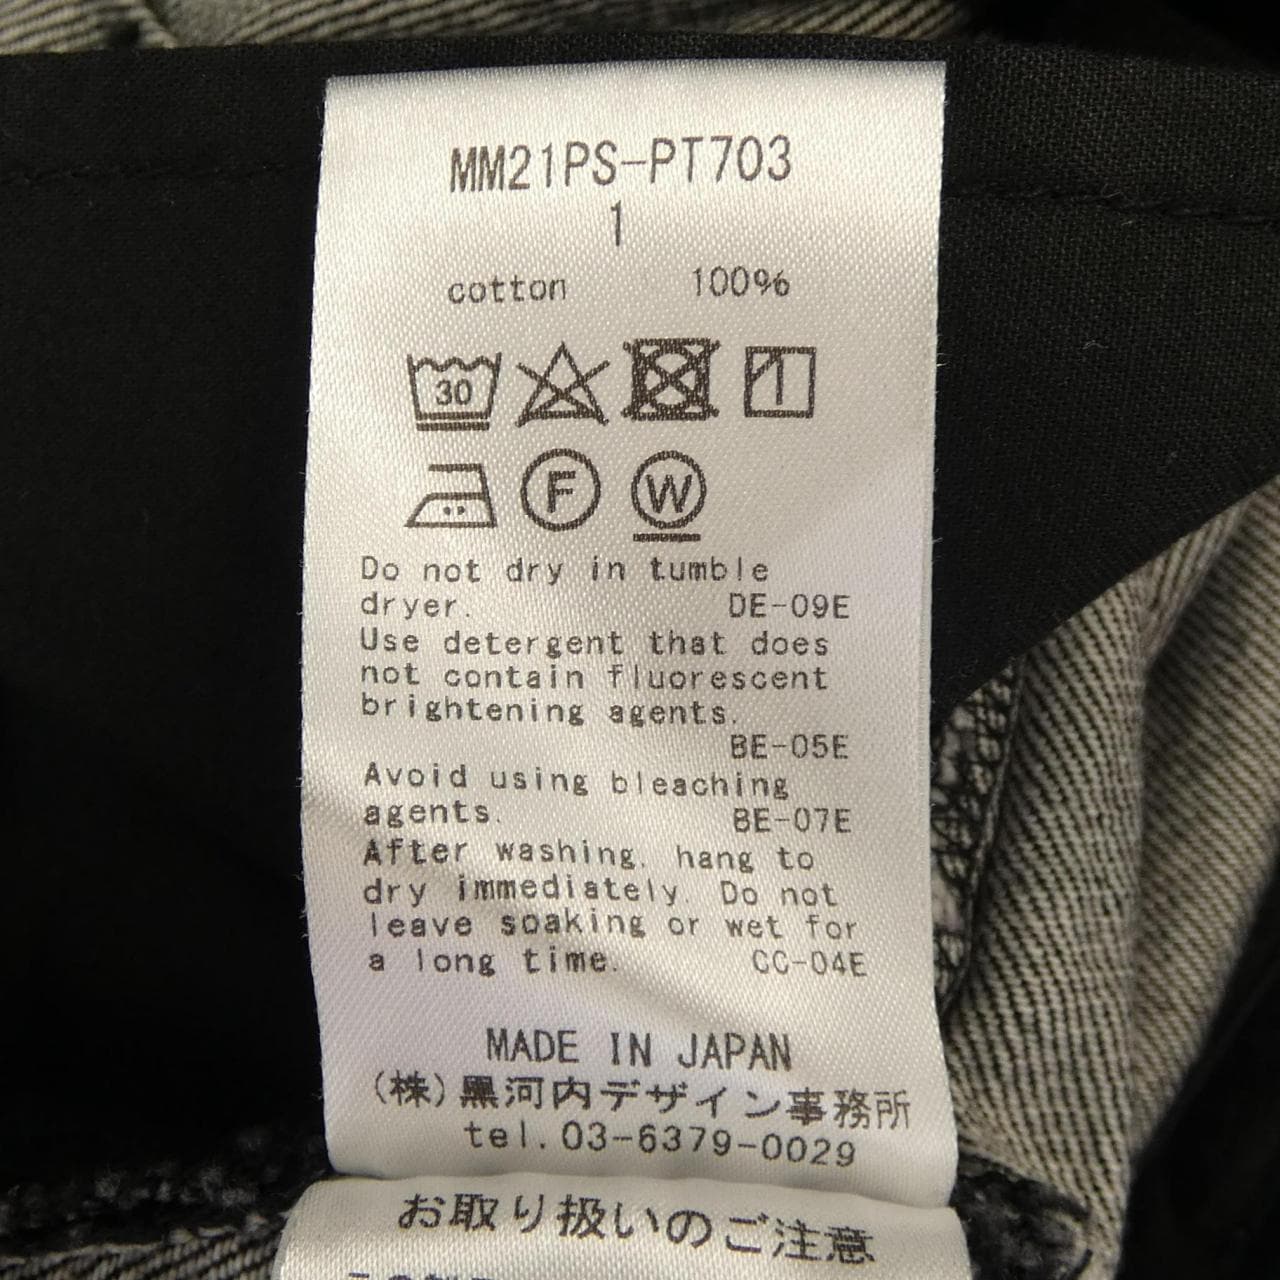 MM21PS-PT703
1
cotton 100%
30
F W
Do not dry in tumble
dryer. DE-09E
Use detergent that does
not contain fluorescent
brightening agents.
BE-05E
Avoid using bleaching
agents. BE-07E
After washing, hang to
dry immediately. Do not
leave soaking or wet for
a long time. CC-04E
MADE IN JAPAN
(株)黒河内デザイン事務所
tel.03-6379-0029
お取り扱いのご注意